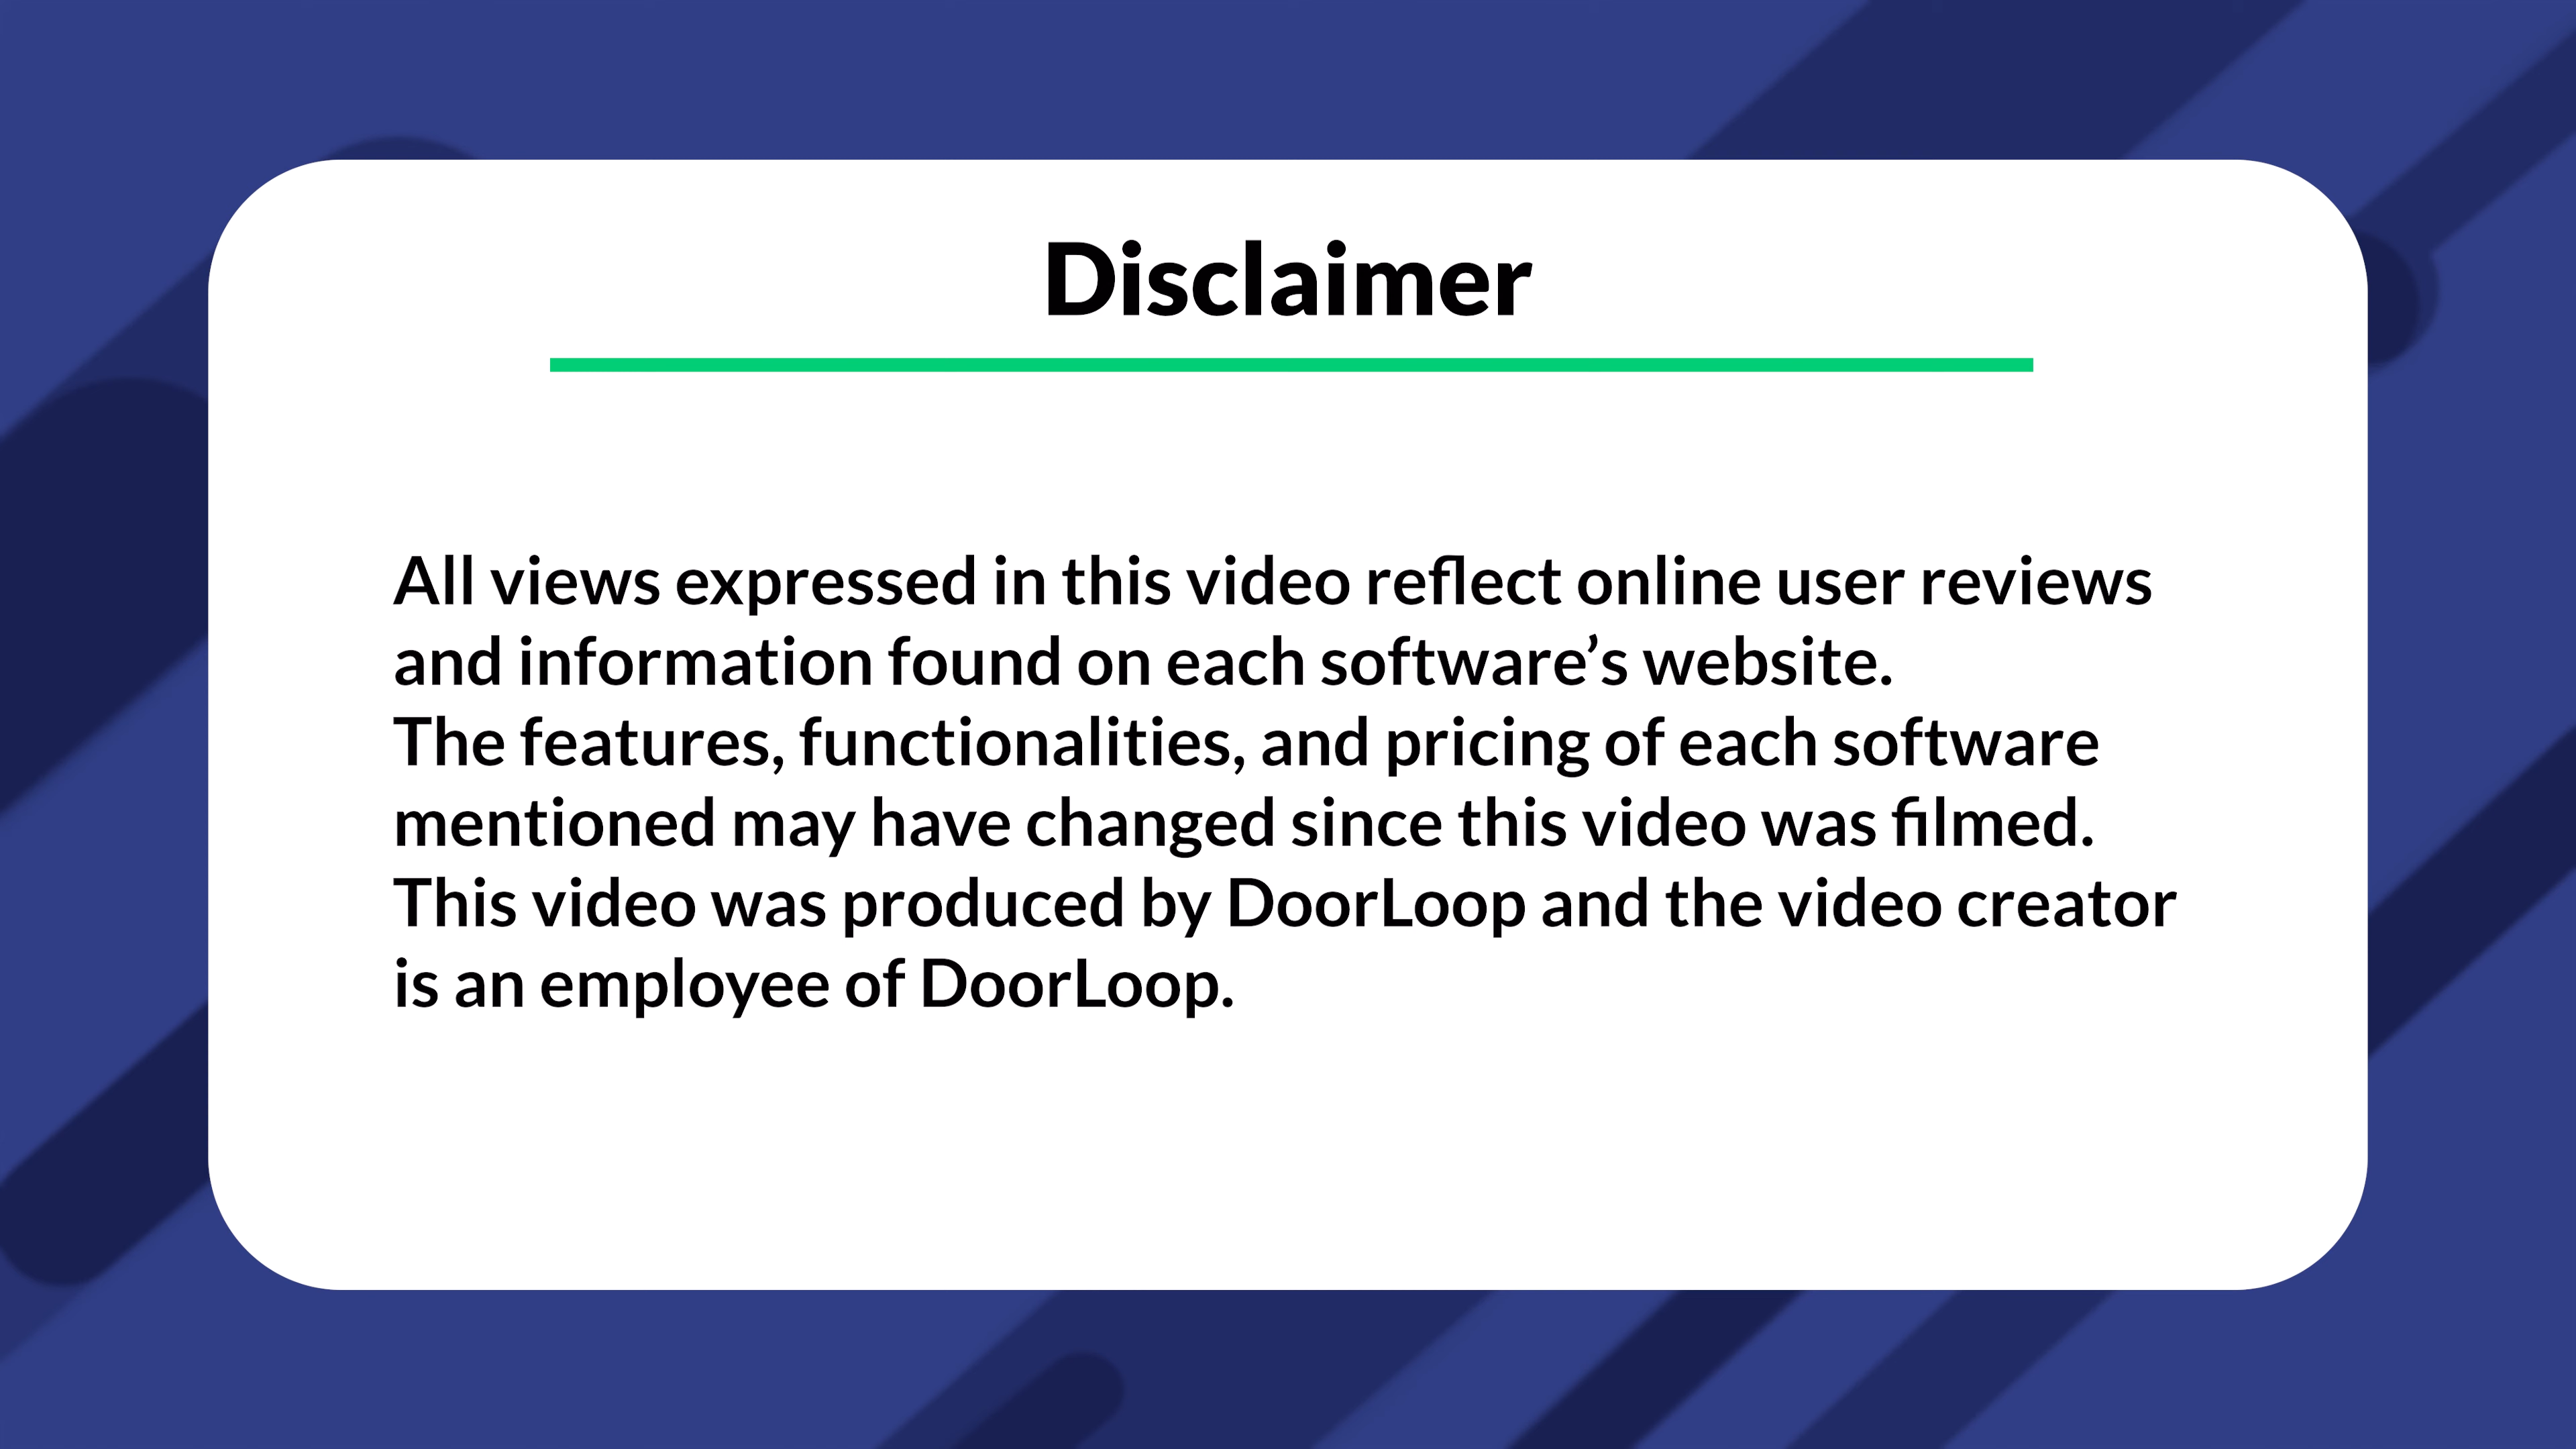 Disclaimer
All views expressed in this video reflect online user reviews
and information found on each software’s website.
The features, functionalities, and pricing of each software
mentioned may have changed since this video was filmed.
This video was produced by DoorLoop and the video creator
is an employee of DoorLoop.